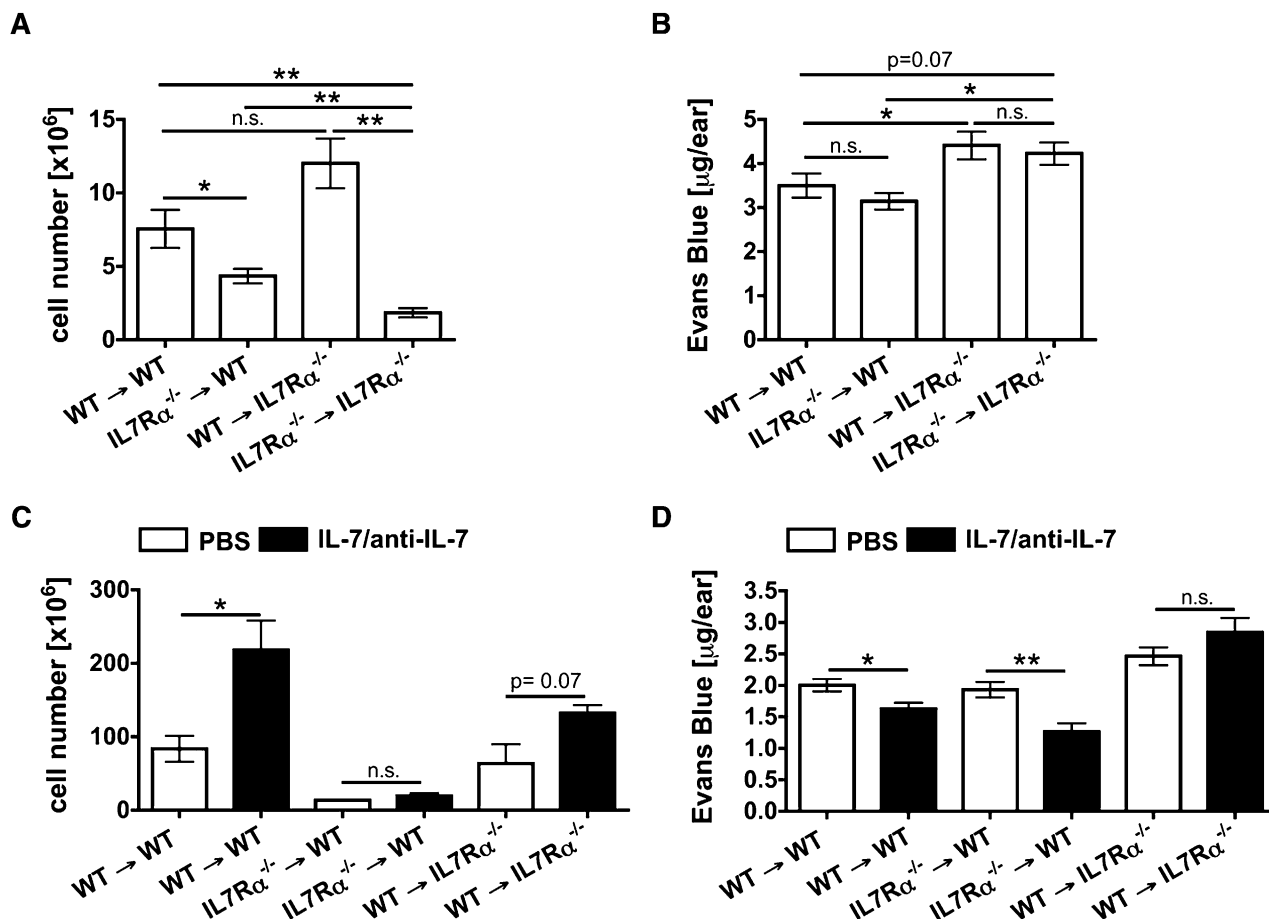 A
**
**
n.s.
**
*
cell number [x10⁶]
15
10
5
0
WT → WT
IL7Rα⁻/⁻ → WT
WT → IL7Rα⁻/⁻
IL7Rα⁻/⁻ → IL7Rα⁻/⁻
B
p=0.07
*
*
n.s.
n.s.
Evans Blue [μg/ear]
5
4
3
2
1
0
WT → WT
IL7Rα⁻/⁻ → WT
WT → IL7Rα⁻/⁻
IL7Rα⁻/⁻ → IL7Rα⁻/⁻
C
PBS
IL-7/anti-IL-7
cell number [x10⁶]
300
200
100
0
*
n.s.
p= 0.07
WT → WT
WT → WT
IL7Rα⁻/⁻ → WT
IL7Rα⁻/⁻ → WT
WT → IL7Rα⁻/⁻
WT → IL7Rα⁻/⁻
D
PBS
IL-7/anti-IL-7
Evans Blue [μg/ear]
3.5
3.0
2.5
2.0
1.5
1.0
0.5
0.0
*
**
n.s.
WT → WT
WT → WT
IL7Rα⁻/⁻ → WT
IL7Rα⁻/⁻ → WT
WT → IL7Rα⁻/⁻
WT → IL7Rα⁻/⁻